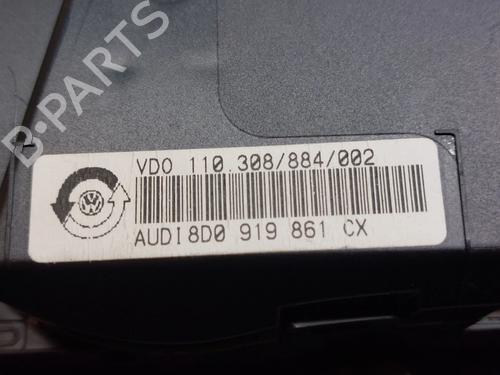 B-PARTS
VDO 110.308/884/002
AUDI8D0 919 861 CX